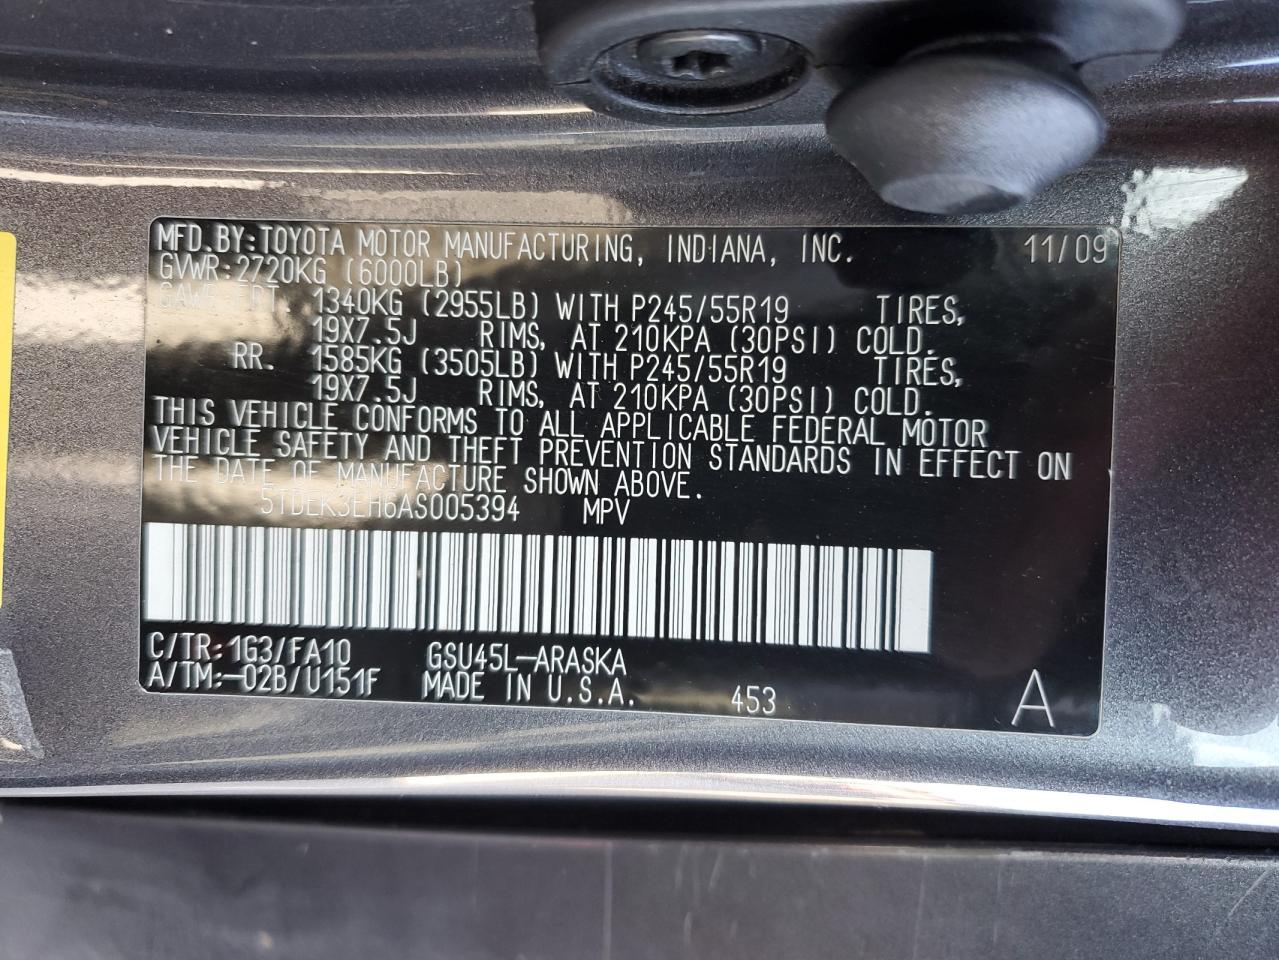 MFD.BY:TOYOTA MOTOR MANUFACTURING, INDIANA, INC. 11/09
GVWR:2720KG (6000LB)
GAWR:FRT. 1340KG (2955LB) WITH P245/55R19 TIRES,
19X7.5J RIMS, AT 210KPA (30PSI) COLD.
RR. 1585KG (3505LB) WITH P245/55R19 TIRES,
19X7.5J RIMS, AT 210KPA (30PSI) COLD.
THIS VEHICLE CONFORMS TO ALL APPLICABLE FEDERAL MOTOR
VEHICLE SAFETY AND THEFT PREVENTION STANDARDS IN EFFECT ON
THE DATE OF MANUFACTURE SHOWN ABOVE.
5TDEK3EH6AS005394 MPV
C/TR:1G3/FA10 GSU45L-ARASKA
A/TM:-02B/U151F MADE IN U.S.A. 453 A